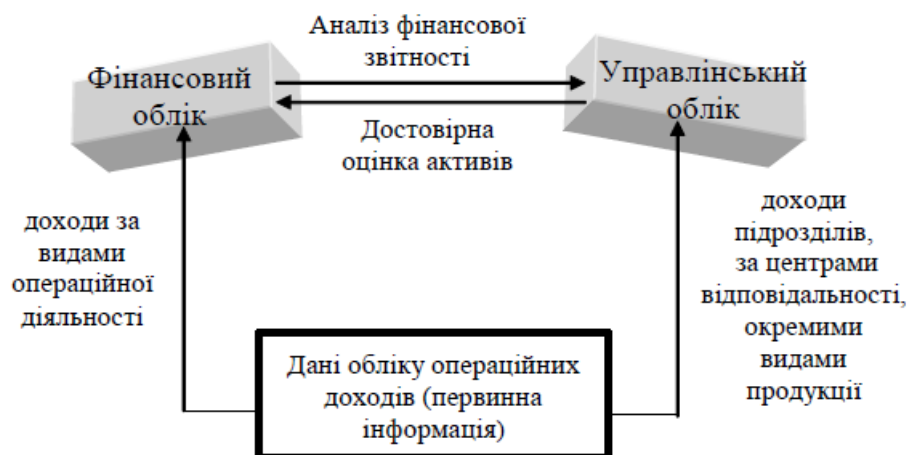 Аналіз фінансової
звітності
Фінансовий
облік
Управлінський
облік
Достовірна
оцінка активів
доходи за
видами
операційної
діяльності
доходи
підрозділів,
за центрами
відповідальності,
окремими
видами
продукції
Дані обліку операційних
доходів (первинна
інформація)